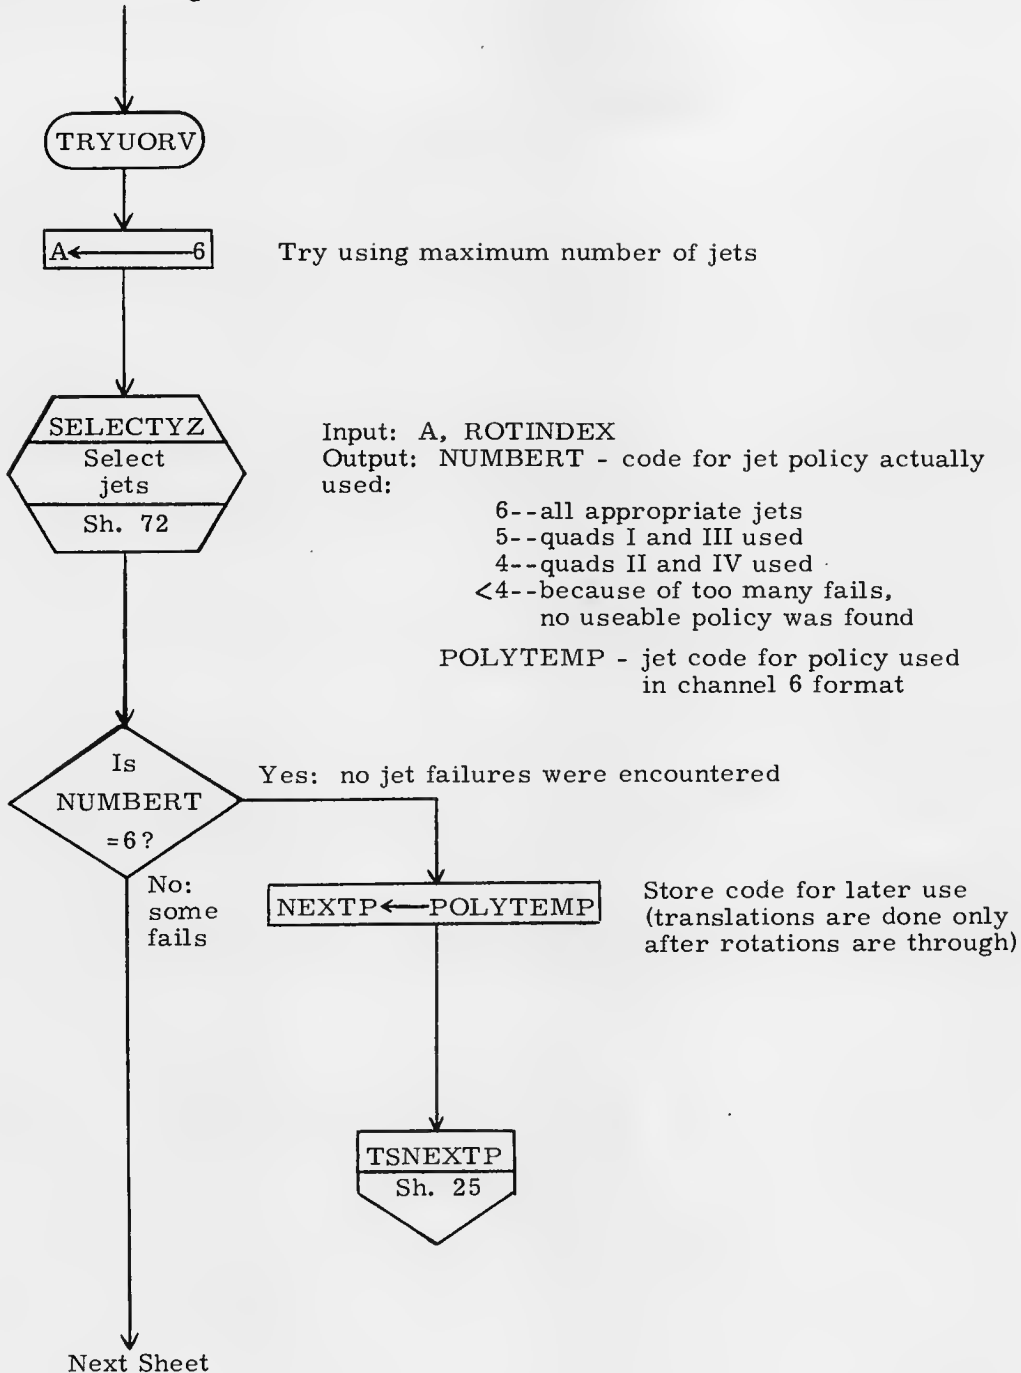 TRYUORV
A←6
Try using maximum number of jets
SELECTYZ
Select
jets
Sh. 72
Input: A, ROTINDEX
Output: NUMBERT - code for jet policy actually
used:
6--all appropriate jets
5--quads I and III used
4--quads II and IV used
<4--because of too many fails,
no useable policy was found
POLYTEMP - jet code for policy used
in channel 6 format
Is
NUMBERT
=6?
Yes: no jet failures were encountered
No:
some
fails
NEXTP←POLYTEMP
Store code for later use
(translations are done only
after rotations are through)
TSNEXTP
Sh. 25
Next Sheet